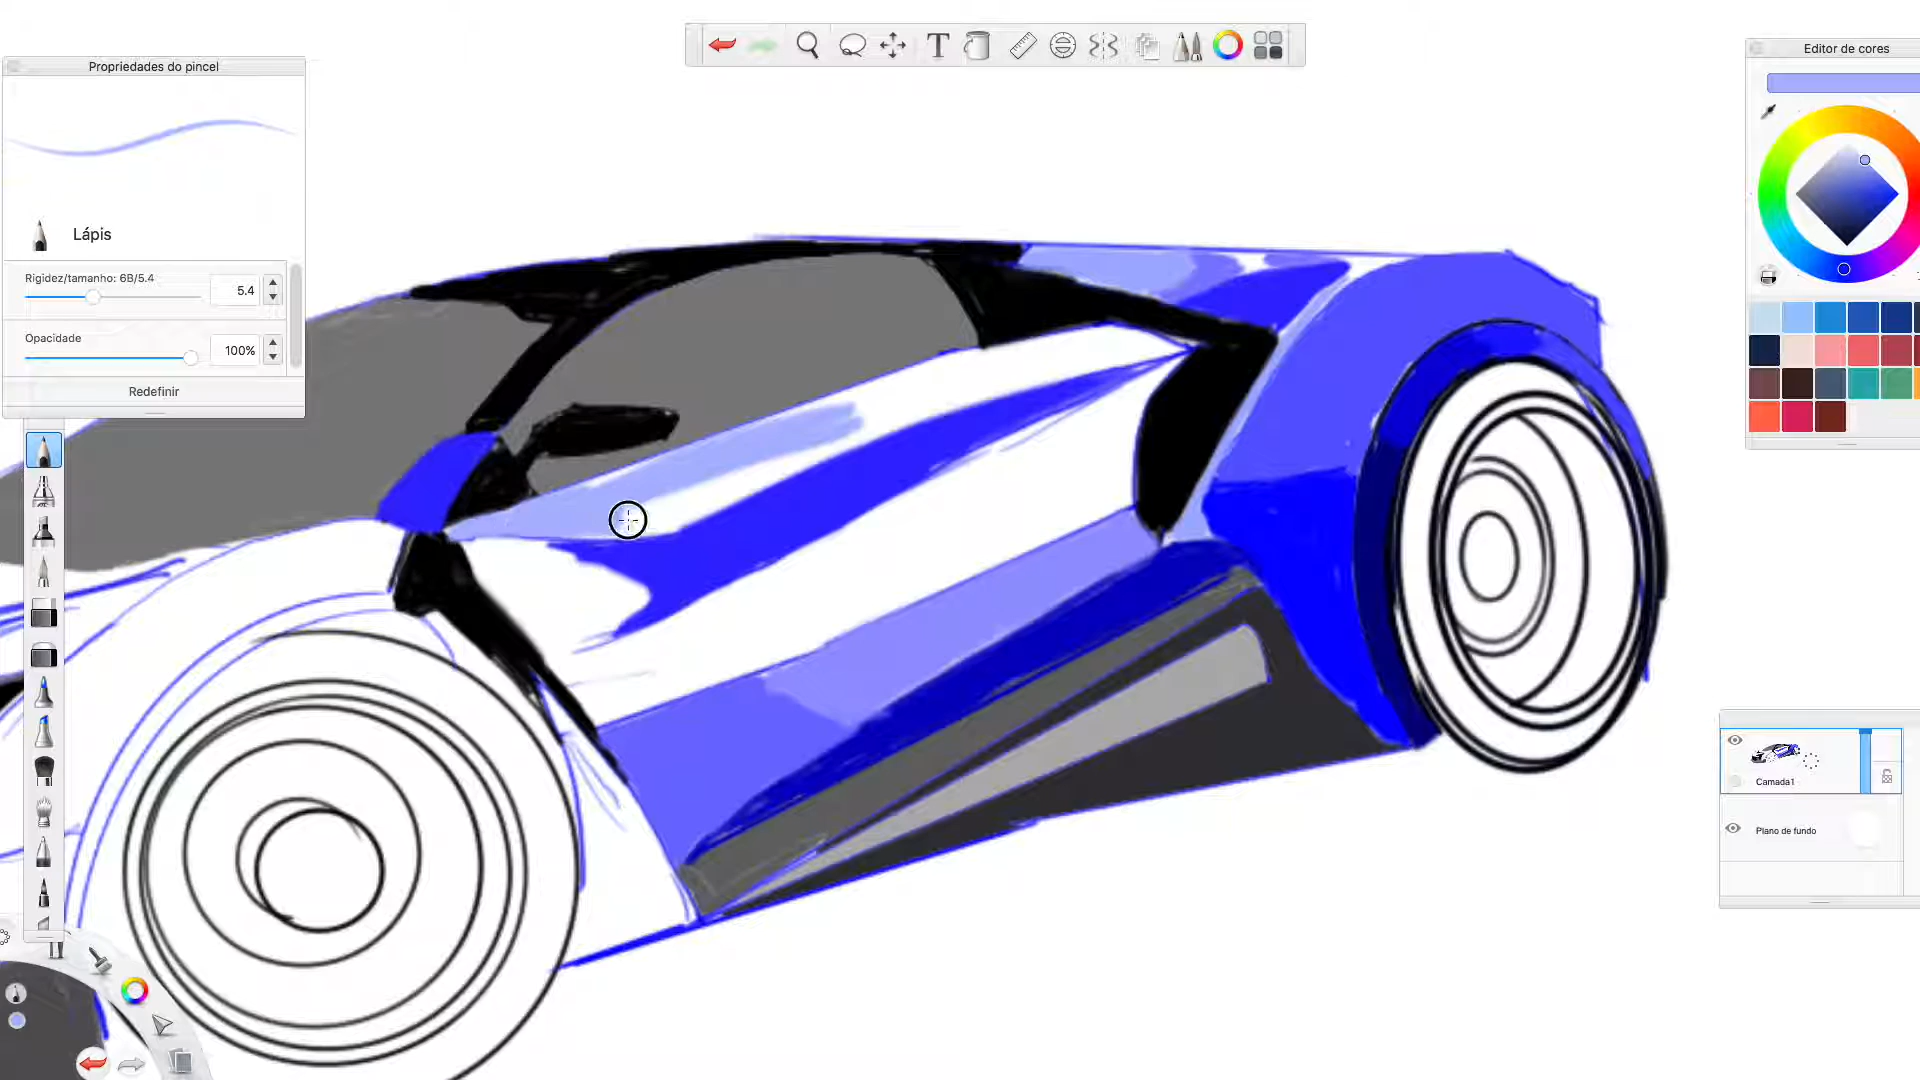 Propriedades do pincel
Lápis
Rigidez/tamanho: 6B/5.4
5.4
Opacidade
100%
Redefinir
T
Editor de cores
Camada1
Plano de fundo